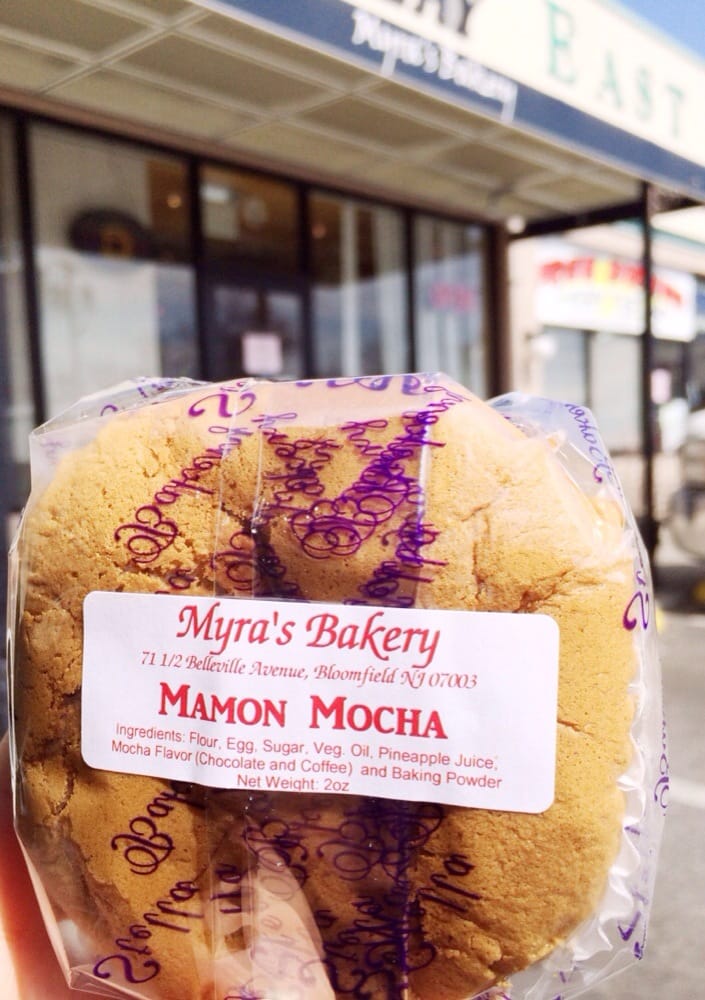 EAST
Myra's Bakery
Myra's Bakery
71 1/2 Belleville Avenue, Bloomfield NJ 07003
MAMON MOCHA
Ingredients: Flour, Egg, Sugar, Veg. Oil, Pineapple Juice,
Mocha Flavor (Chocolate and Coffee) and Baking Powder
Net Weight: 2oz